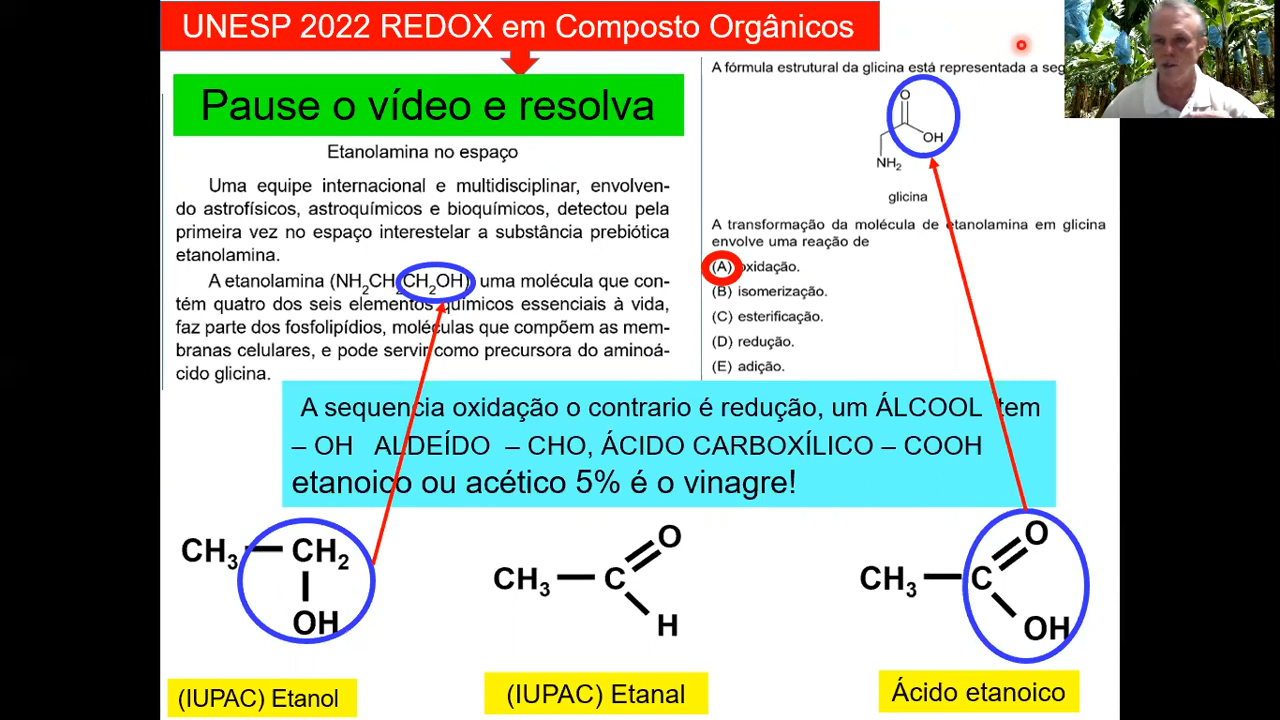 UNESP 2022 REDOX em Composto Orgânicos
Pause o vídeo e resolva
Etanolamina no espaço
Uma equipe internacional e multidisciplinar, envolven-
do astrofísicos, astroquímicos e bioquímicos, detectou pela
primeira vez no espaço interestelar a substância prebiótica
etanolamina.
A etanolamina (NH₂CH₂CH₂OH), uma molécula que con-
tém quatro dos seis elementos químicos essenciais à vida,
faz parte dos fosfolipídios, moléculas que compõem as mem-
branas celulares, e pode servir como precursora do aminoá-
cido glicina.
A fórmula estrutural da glicina está representada a seg
O
OH
NH₂
glicina
A transformação da molécula de etanolamina em glicina
envolve uma reação de
(A) oxidação.
(B) isomerização.
(C) esterificação.
(D) redução.
(E) adição.
A sequencia oxidação o contrario é redução, um ÁLCOOL tem
– OH ALDEÍDO – CHO, ÁCIDO CARBOXÍLICO – COOH
etanoico ou acético 5% é o vinagre!
CH₃ CH₂
OH
(IUPAC) Etanol
O
CH₃ C
H
(IUPAC) Etanal
O
CH₃ C
OH
Ácido etanoico